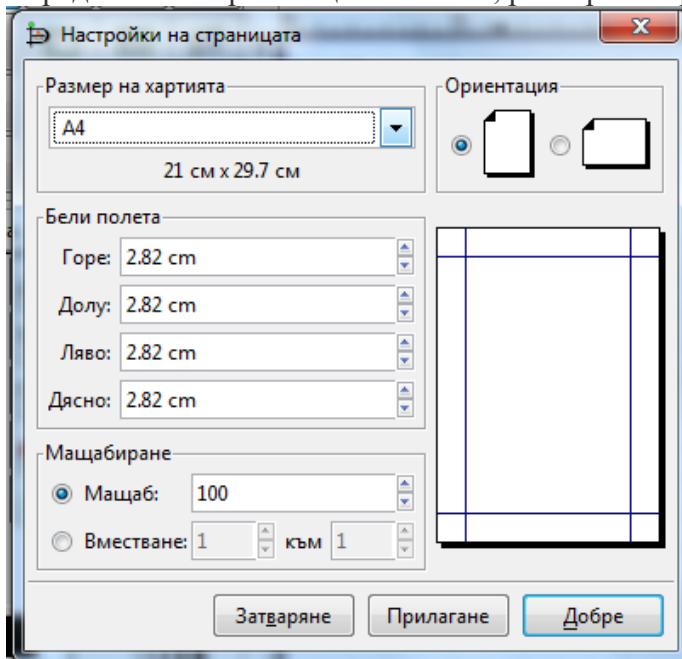 Настройки на страницата
Размер на хартията
A4
21 см x 29.7 см
Ориентация
Бели полета
Горе: 2.82 cm
Долу: 2.82 cm
Ляво: 2.82 cm
Дясно: 2.82 cm
Мащабиране
Мащаб: 100
Вместване: 1 към 1
Затваряне Прилагане Добре